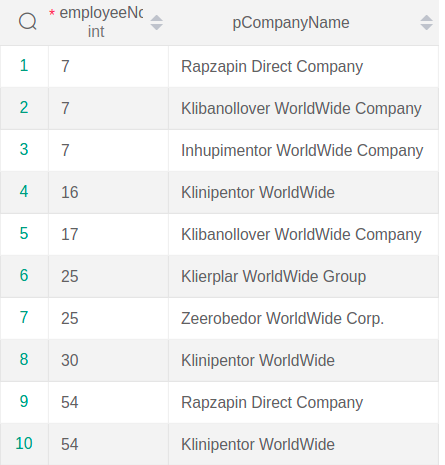 * employeeNo pCompanyName
int
1 7 Rapzapin Direct Company
2 7 Klibanollover WorldWide Company
3 7 Inhupimentor WorldWide Company
4 16 Klinipentor WorldWide
5 17 Klibanollover WorldWide Company
6 25 Klierplar WorldWide Group
7 25 Zeerobedor WorldWide Corp.
8 30 Klinipentor WorldWide
9 54 Rapzapin Direct Company
10 54 Klinipentor WorldWide